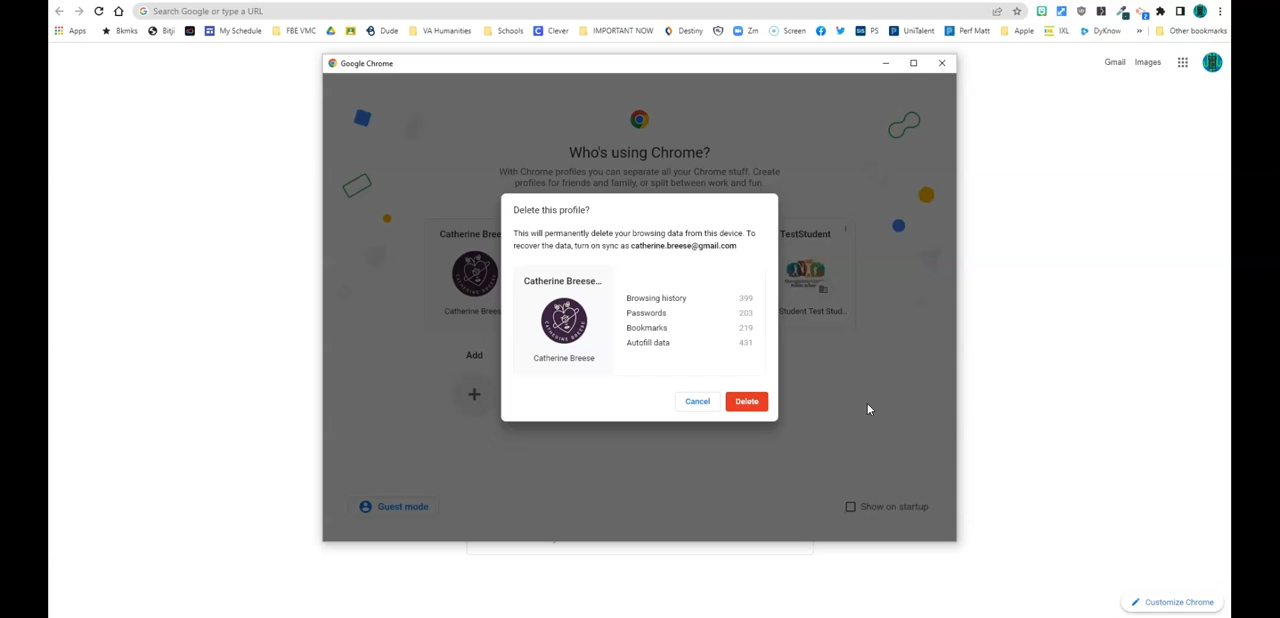 Search Google or type a URL
Apps Bkmks Bitji My Schedule FBE VMC Dude VA Humanities Schools Clever IMPORTANT NOW Destiny Zm Screen PS UniTalent Perf Matt Apple IXL DyKnow » Other bookmarks
Google Chrome
Gmail Images
Who's using Chrome?
With Chrome profiles you can separate all your Chrome stuff. Create
profiles for friends and family, or split between work and fun.
Delete this profile?
This will permanently delete your browsing data from this device. To
recover the data, turn on sync as catherine.breese@gmail.com
Catherine Bree
TestStudent
Catherine Breese...
Browsing history 399
Passwords 203
Bookmarks 219
Autofill data 431
CATHERINE BREESE
Catherine Breese
Catherine Brees
Student Test Stud...
Add
Cancel Delete
Guest mode
Show on startup
Customize Chrome